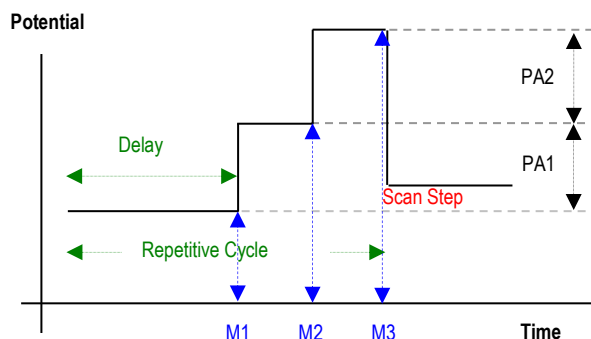 Potential
PA2
Delay
PA1
Scan Step
Repetitive Cycle
M1 M2 M3 Time